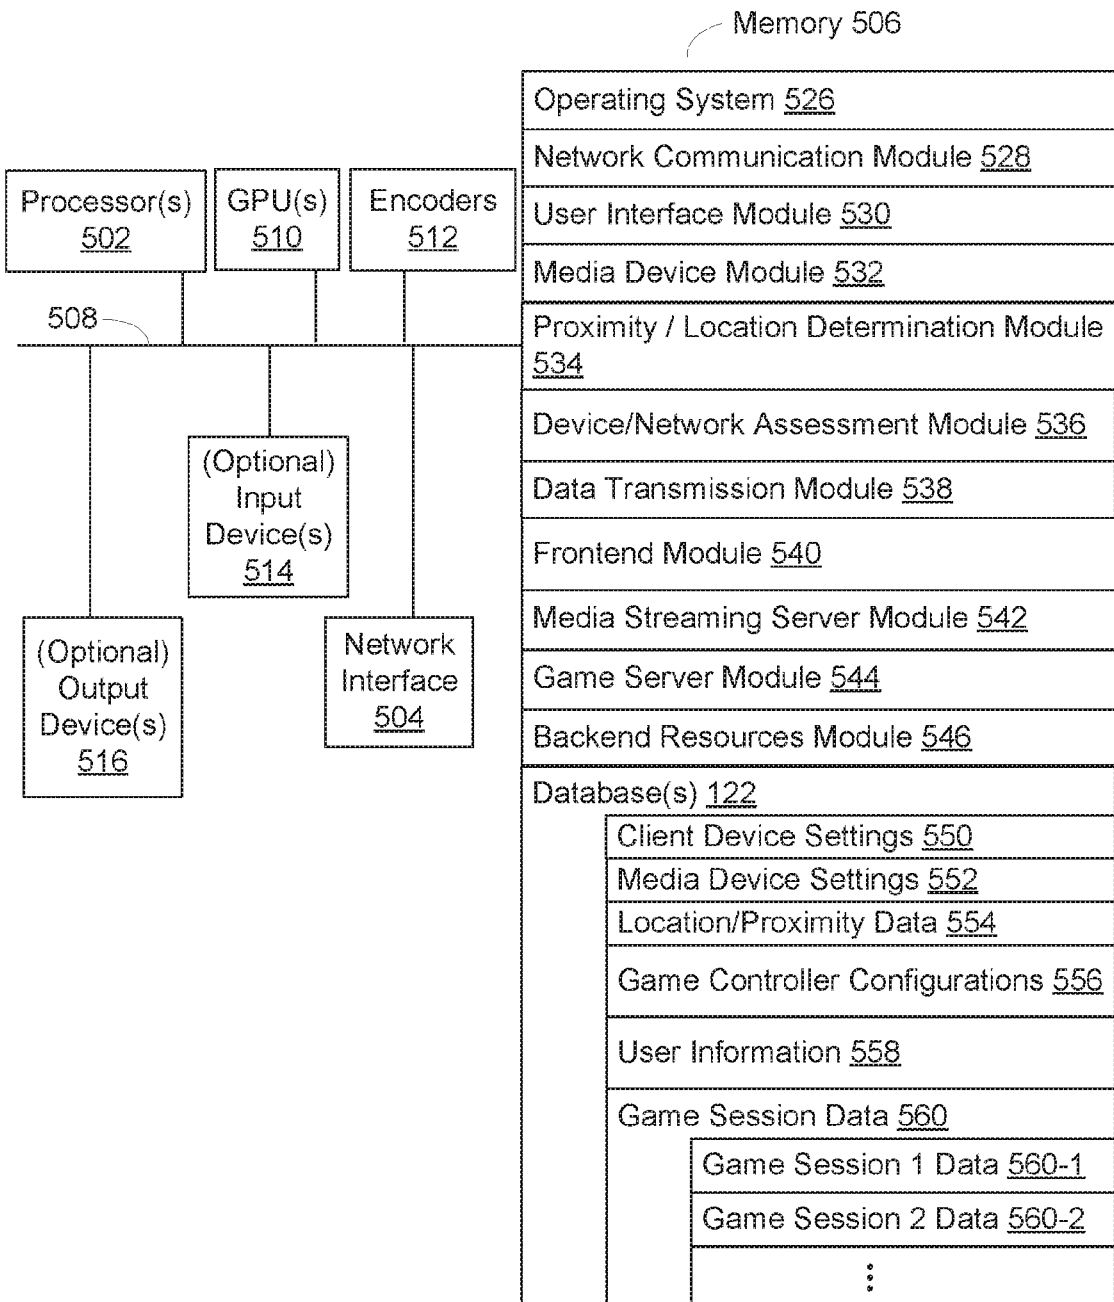 Memory 506
Operating System 526
Network Communication Module 528
User Interface Module 530
Media Device Module 532
Proximity / Location Determination Module
534
Device/Network Assessment Module 536
Data Transmission Module 538
Frontend Module 540
Media Streaming Server Module 542
Game Server Module 544
Backend Resources Module 546
Database(s) 122
Client Device Settings 550
Media Device Settings 552
Location/Proximity Data 554
Game Controller Configurations 556
User Information 558
Game Session Data 560
Game Session 1 Data 560-1
Game Session 2 Data 560-2
Processor(s)
502
GPU(s)
510
Encoders
512
508
(Optional)
Input
Device(s)
514
(Optional)
Output
Device(s)
516
Network
Interface
504